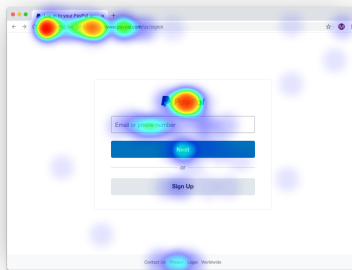 Log in to your PayPal
www.paypal.com/us/signin
Email or phone number
Next
or
Sign Up
Contact Us Privacy Legal Worldwide